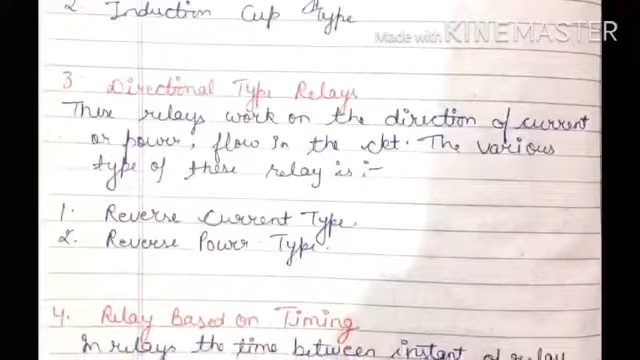 2. Induction Cup Type
Made with KINEMASTER
3 Directional Type Relays
These relays work on the direction of current
or power, flow in the ckt. The various
type of these relay is :-
1. Reverse Current Type.
2. Reverse Power Type.
4. Relay Based on Timing
In relays the time between instant of relay